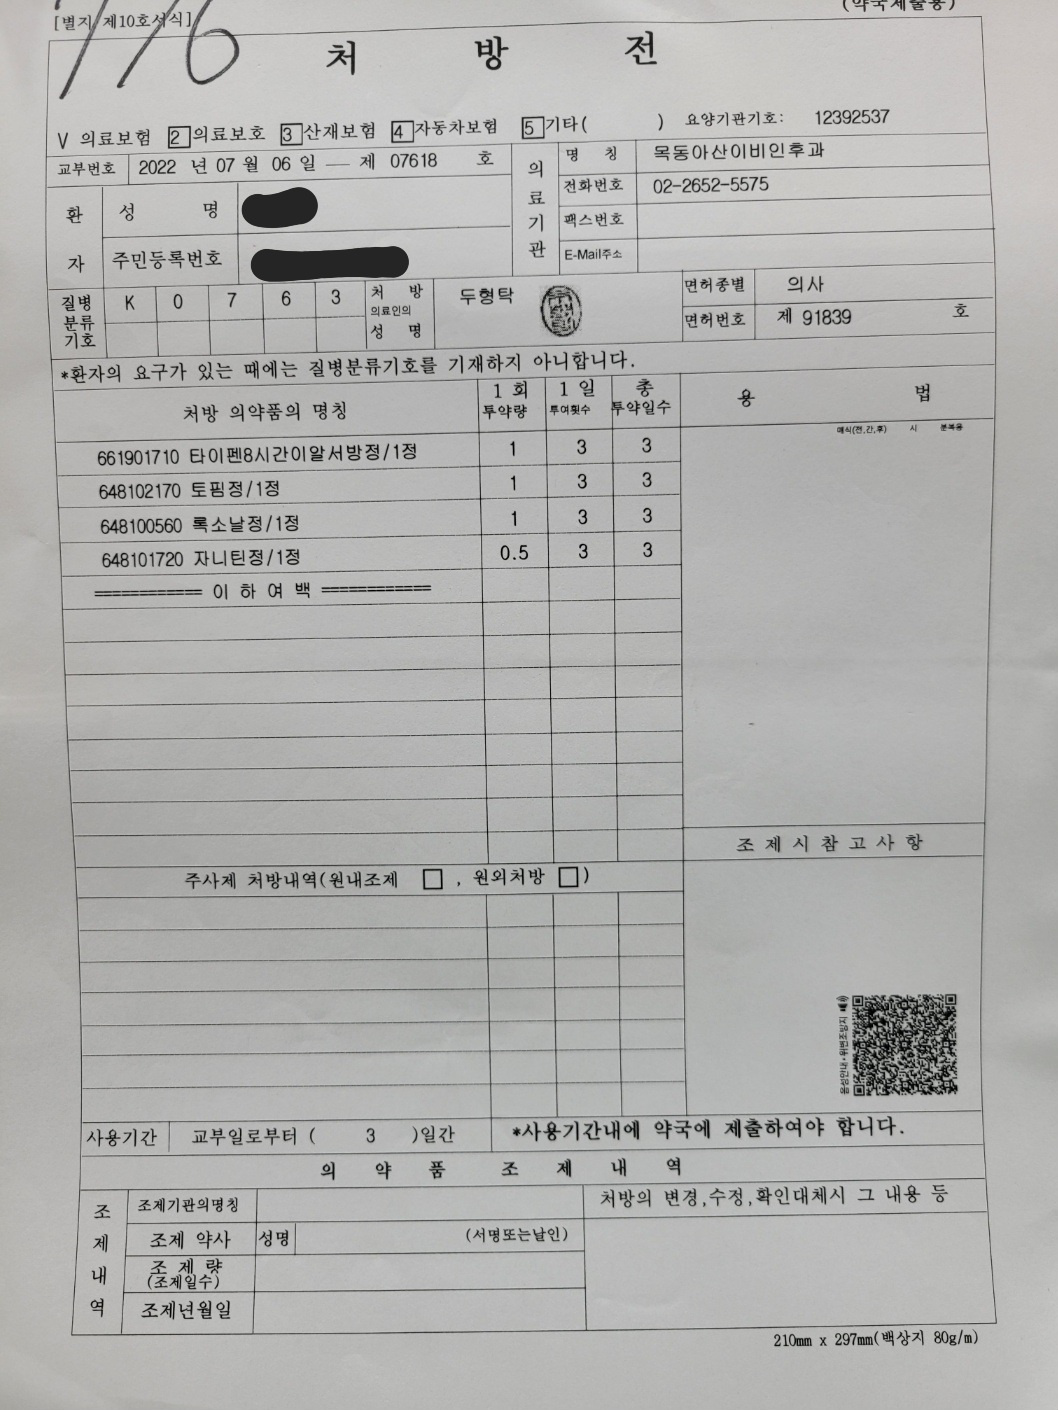 (약국제출용)
[별지 제10호서식]
776
처 방 전
V 의료보험 2 의료보호 3 산재보험 4 자동차보험 5 기타( ) 요양기관기호: 12392537
교부번호 2022 년 07 월 06 일 — 제 07618 호
의료기관
명 칭 목동아산이비인후과
전화번호 02-2652-5575
팩스번호
E-Mail주소
환자
성 명
주민등록번호
질병분류기호 K 0 7 6 3
처 방 의료인의 성 명 두형탁
면허종별 의사
면허번호 제 91839 호
*환자의 요구가 있는 때에는 질병분류기호를 기재하지 아니합니다.
처방 의약품의 명칭 1 회 투약량 1 일 투여횟수 총 투약일수 용 법
매식(전,간,후) 시 분복용
661901710 타이펜8시간이알서방정/1정 1 3 3
648102170 토핌정/1정 1 3 3
648100560 록소날정/1정 1 3 3
648101720 자니틴정/1정 0.5 3 3
============ 이 하 여 백 ============
조 제 시 참 고 사 항
주사제 처방내역(원내조제 □ , 원외처방 □)
음성안내·위변조방지
사용기간 교부일로부터 ( 3 )일간 *사용기간내에 약국에 제출하여야 합니다.
의 약 품 조 제 내 역
조제내역
조제기관의명칭 처방의 변경,수정,확인대체시 그 내용 등
조제 약사 성명 (서명또는날인)
조 제 량
(조제일수)
조제년월일
210mm x 297mm(백상지 80g/m)